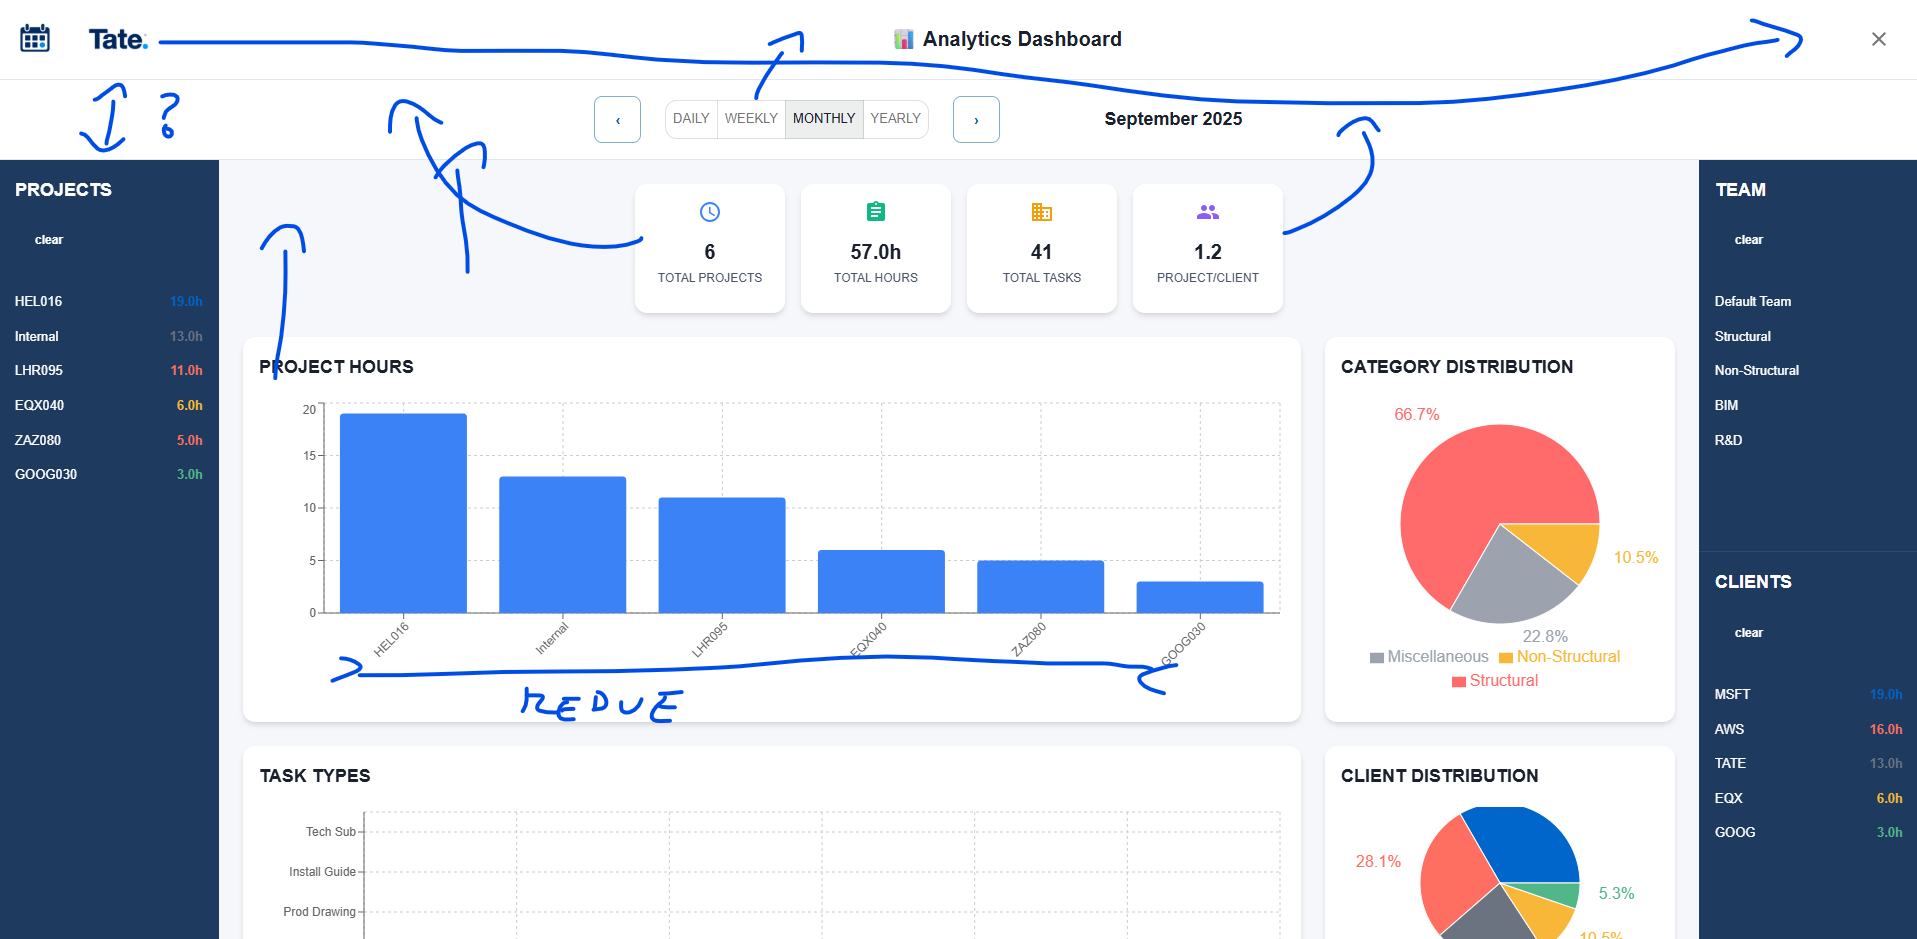 Tate.
📊 Analytics Dashboard
×
?
‹
DAILY WEEKLY MONTHLY YEARLY
›
September 2025
PROJECTS
clear
HEL016 19.0h
Internal 13.0h
LHR095 11.0h
EQX040 6.0h
ZAZ080 5.0h
GOOG030 3.0h
6
TOTAL PROJECTS
57.0h
TOTAL HOURS
41
TOTAL TASKS
1.2
PROJECT/CLIENT
PROJECT HOURS
20
15
10
5
0
HEL016 Internal LHR095 EQX040 ZAZ080 GOOG030
REDUE
CATEGORY DISTRIBUTION
66.7%
10.5%
22.8%
Miscellaneous Non-Structural
Structural
TASK TYPES
Tech Sub
Install Guide
Prod Drawing
CLIENT DISTRIBUTION
28.1%
5.3%
10.5%
TEAM
clear
Default Team
Structural
Non-Structural
BIM
R&D
CLIENTS
clear
MSFT 19.0h
AWS 16.0h
TATE 13.0h
EQX 6.0h
GOOG 3.0h